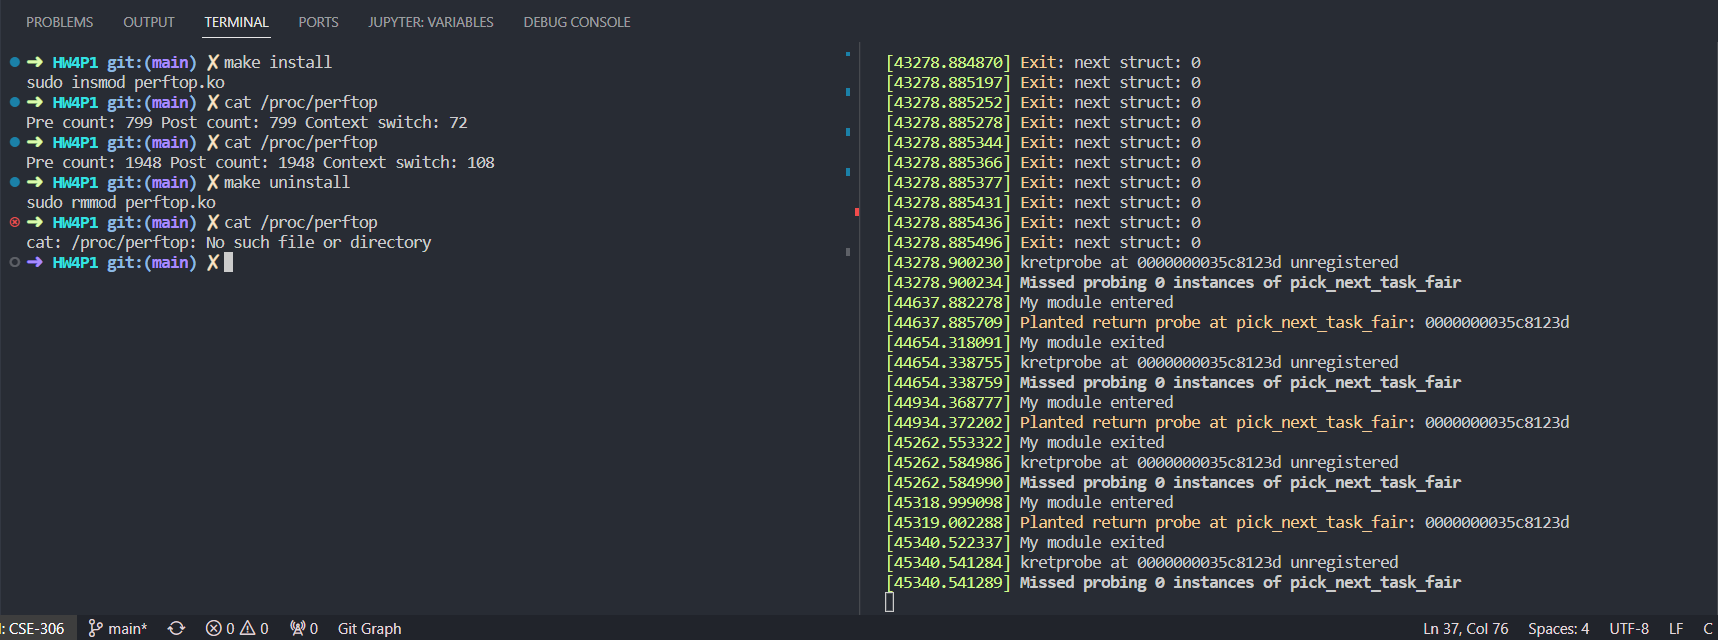 PROBLEMS OUTPUT TERMINAL PORTS JUPYTER: VARIABLES DEBUG CONSOLE
➜ HW4P1 git:(main) ✗ make install
sudo insmod perftop.ko
➜ HW4P1 git:(main) ✗ cat /proc/perftop
Pre count: 799 Post count: 799 Context switch: 72
➜ HW4P1 git:(main) ✗ cat /proc/perftop
Pre count: 1948 Post count: 1948 Context switch: 108
➜ HW4P1 git:(main) ✗ make uninstall
sudo rmmod perftop.ko
➜ HW4P1 git:(main) ✗ cat /proc/perftop
cat: /proc/perftop: No such file or directory
➜ HW4P1 git:(main) ✗
[43278.884870] Exit: next struct: 0
[43278.885197] Exit: next struct: 0
[43278.885252] Exit: next struct: 0
[43278.885278] Exit: next struct: 0
[43278.885344] Exit: next struct: 0
[43278.885366] Exit: next struct: 0
[43278.885377] Exit: next struct: 0
[43278.885431] Exit: next struct: 0
[43278.885436] Exit: next struct: 0
[43278.885496] Exit: next struct: 0
[43278.900230] kretprobe at 0000000035c8123d unregistered
[43278.900234] Missed probing 0 instances of pick_next_task_fair
[44637.882278] My module entered
[44637.885709] Planted return probe at pick_next_task_fair: 0000000035c8123d
[44654.318091] My module exited
[44654.338755] kretprobe at 0000000035c8123d unregistered
[44654.338759] Missed probing 0 instances of pick_next_task_fair
[44934.368777] My module entered
[44934.372202] Planted return probe at pick_next_task_fair: 0000000035c8123d
[45262.553322] My module exited
[45262.584986] kretprobe at 0000000035c8123d unregistered
[45262.584990] Missed probing 0 instances of pick_next_task_fair
[45318.999098] My module entered
[45319.002288] Planted return probe at pick_next_task_fair: 0000000035c8123d
[45340.522337] My module exited
[45340.541284] kretprobe at 0000000035c8123d unregistered
[45340.541289] Missed probing 0 instances of pick_next_task_fair
: CSE-306 main* 0 0 0 Git Graph Ln 37, Col 76 Spaces: 4 UTF-8 LF C